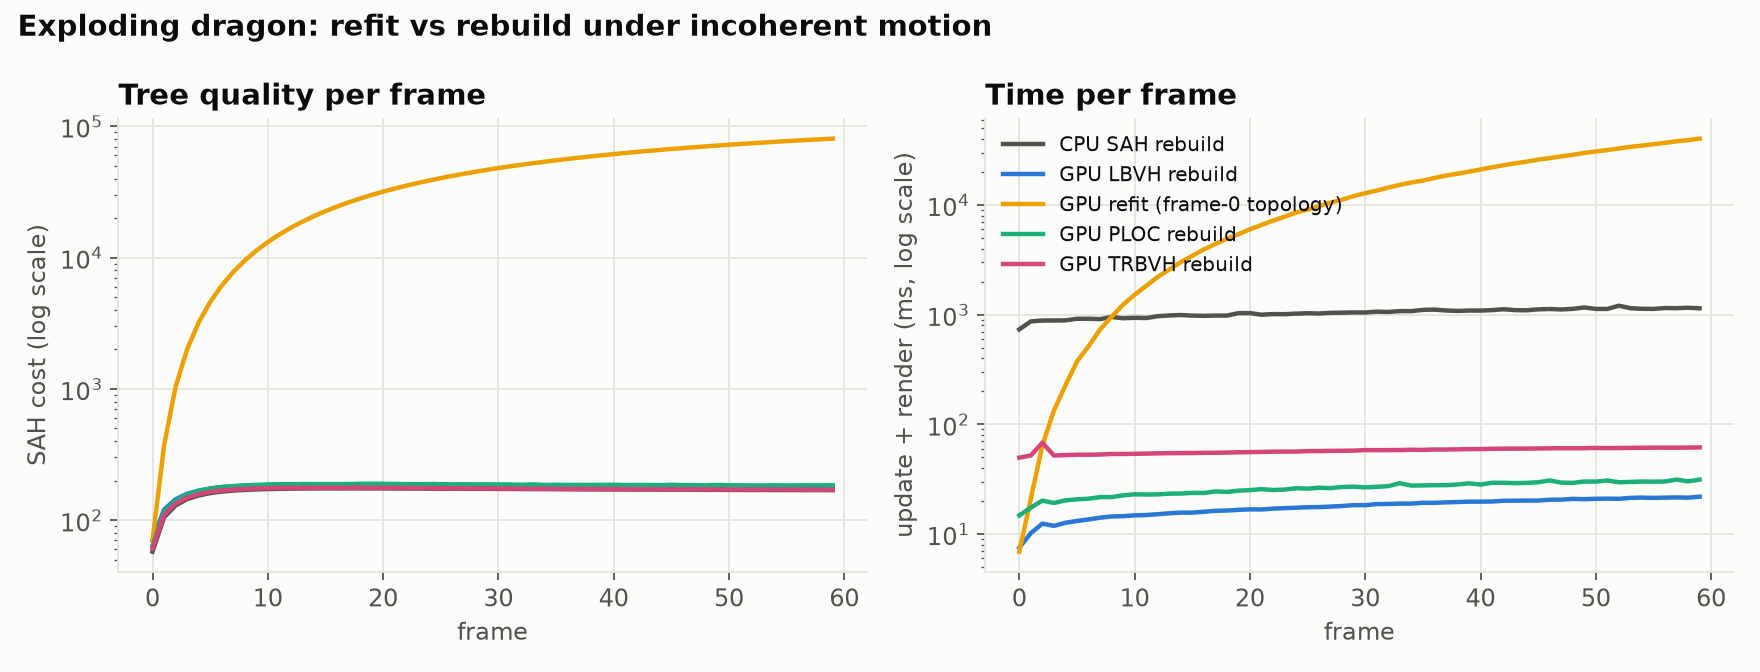 Exploding dragon: refit vs rebuild under incoherent motion
Tree quality per frame
SAH cost (log scale)
10^5
10^4
10^3
10^2
0 10 20 30 40 50 60
frame
Time per frame
update + render (ms, log scale)
CPU SAH rebuild
GPU LBVH rebuild
GPU refit (frame-0 topology)
GPU PLOC rebuild
GPU TRBVH rebuild
10^4
10^3
10^2
10^1
0 10 20 30 40 50 60
frame